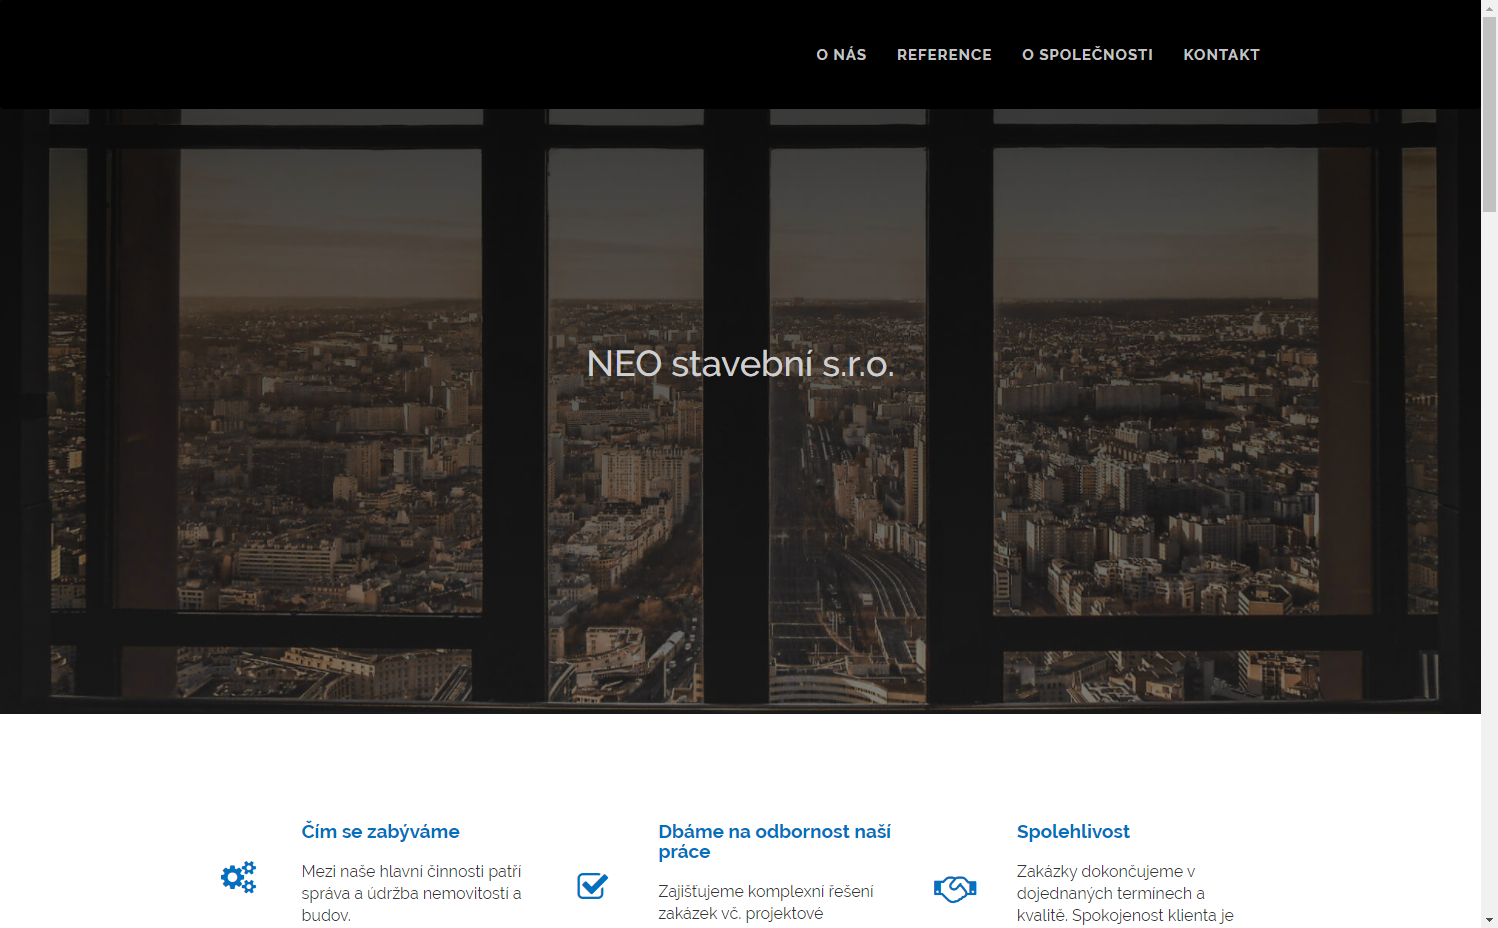 O NÁS
REFERENCE
O SPOLEČNOSTI
KONTAKT
NEO stavební s.r.o.
Čím se zabýváme
Mezi naše hlavní činnosti patří
správa a údržba nemovitostí a
budov.
Dbáme na odbornost naší
práce
Zajišťujeme komplexní řešení
zakázek vč. projektové
Spolehlivost
Zakázky dokončujeme v
dojednaných termínech a
kvalitě. Spokojenost klienta je